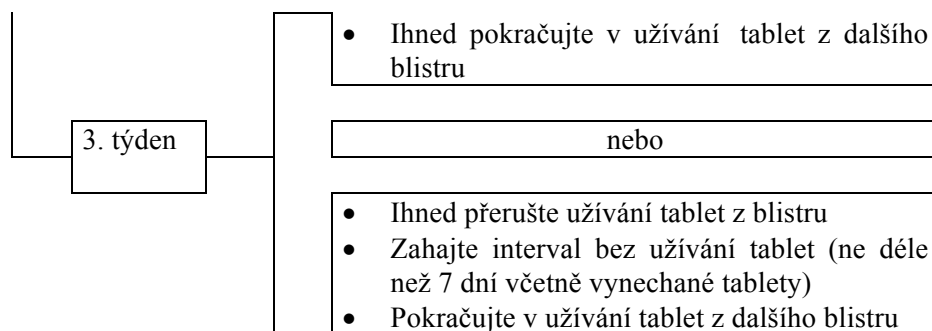 • Ihned pokračujte v užívání tablet z dalšího
blistru
3. týden
nebo
• Ihned přerušte užívání tablet z blistru
• Zahajte interval bez užívání tablet (ne déle
než 7 dní včetně vynechané tablety)
• Pokračujte v užívání tablet z dalšího blistru